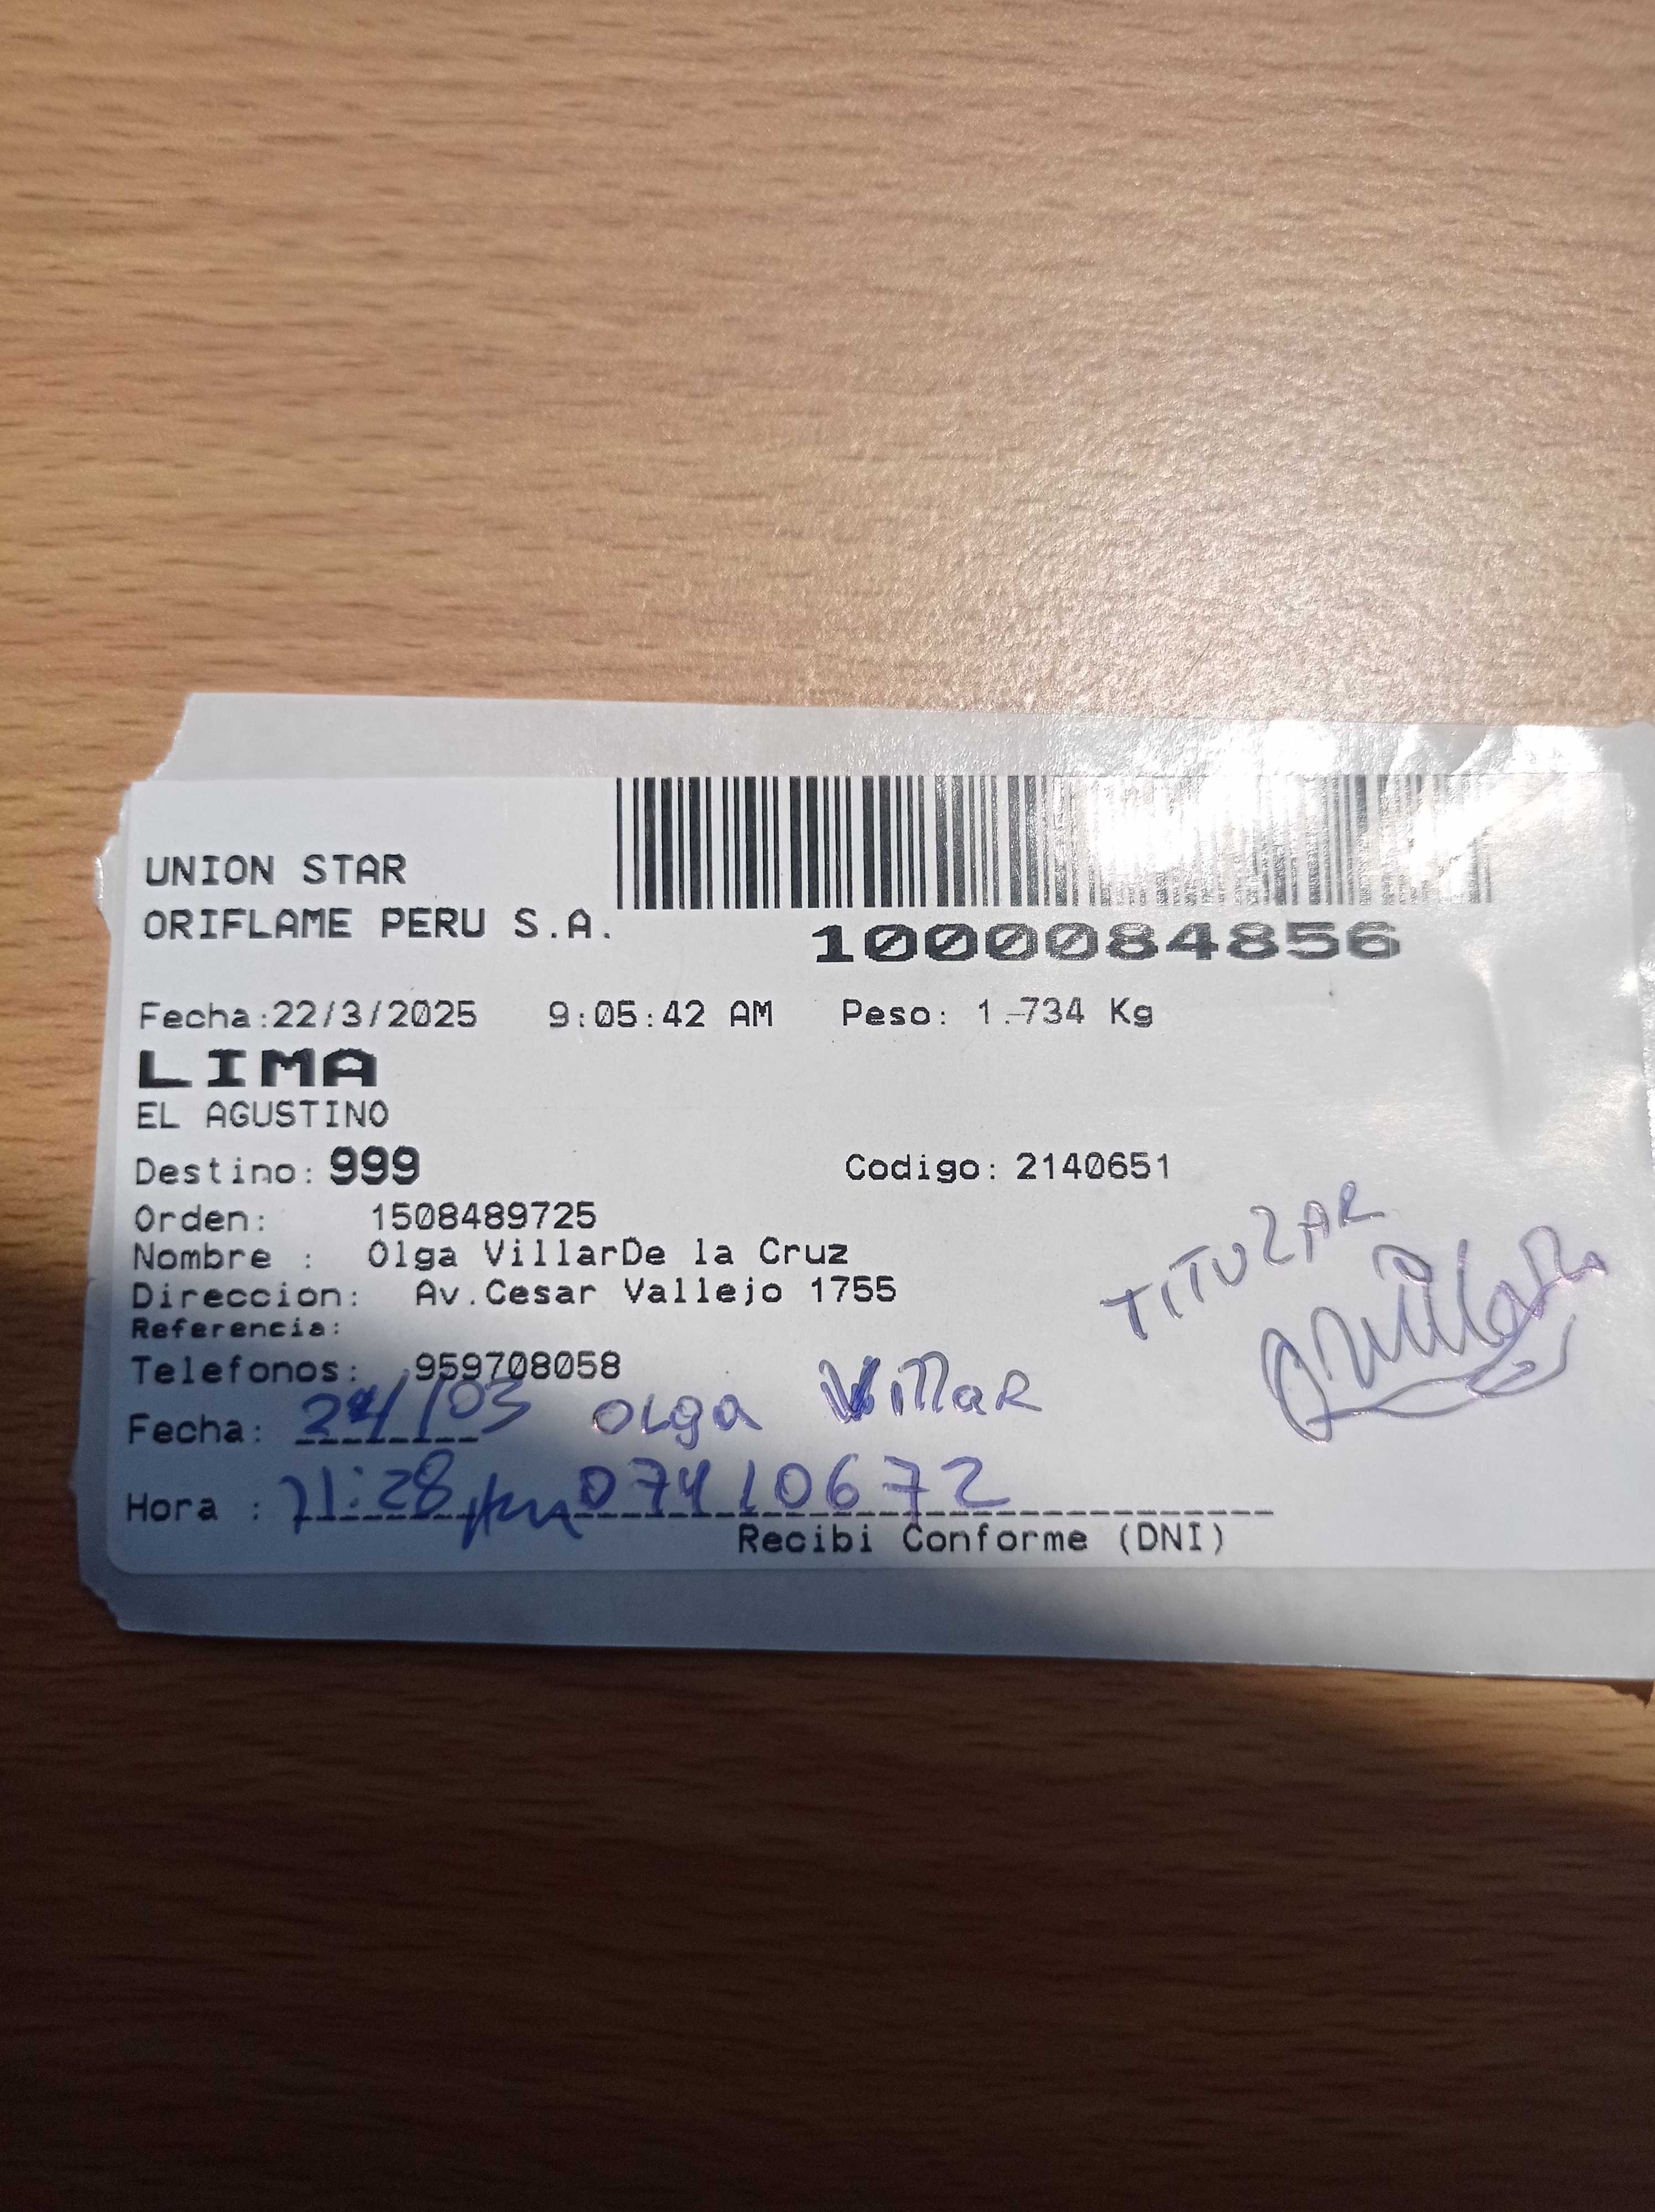 UNION STAR
ORIFLAME PERU S.A.
1000084856
Fecha:22/3/2025 9:05:42 AM Peso: 1.734 Kg
LIMA
EL AGUSTINO
Destino: 999 Codigo: 2140651
Orden: 1508489725
Nombre : Olga VillarDe la Cruz
Direccion: Av.Cesar Vallejo 1755
TITULAR
Referencia:
Telefonos: 959708058
Fecha: 24/03 OLga Villar
Hora : 11:28 07410672
Recibi Conforme (DNI)